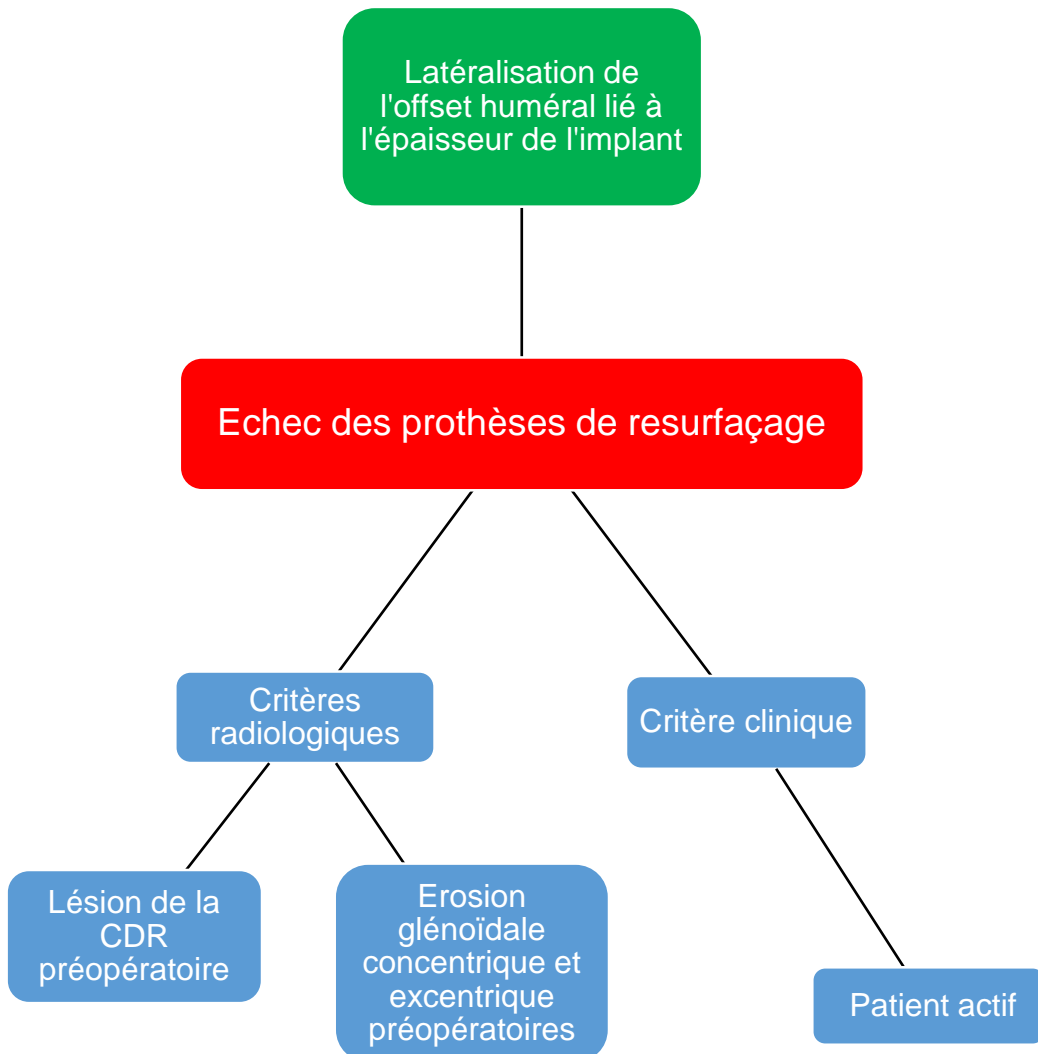 Latéralisation de
l'offset huméral lié à
l'épaisseur de l'implant
Echec des prothèses de resurfaçage
Critères
radiologiques
Critère clinique
Lésion de la
CDR
préopératoire
Erosion
glénoïdale
concentrique et
excentrique
préopératoires
Patient actif